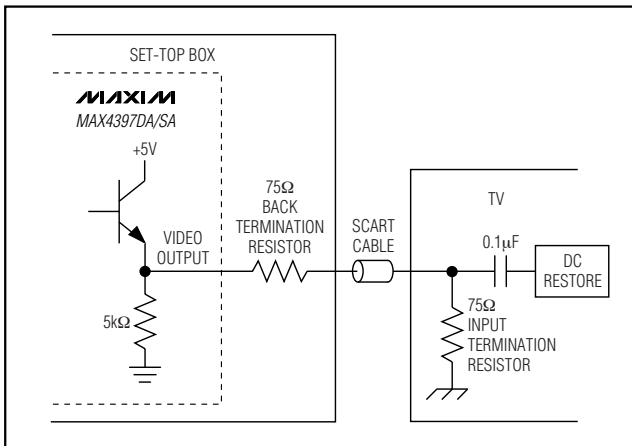 SET-TOP BOX
MAXIM
MAX4397DA/SA
+5V
VIDEO
OUTPUT
5kΩ
75Ω
BACK
TERMINATION
RESISTOR
SCART
CABLE
TV
0.1µF
DC
RESTORE
75Ω
INPUT
TERMINATION
RESISTOR